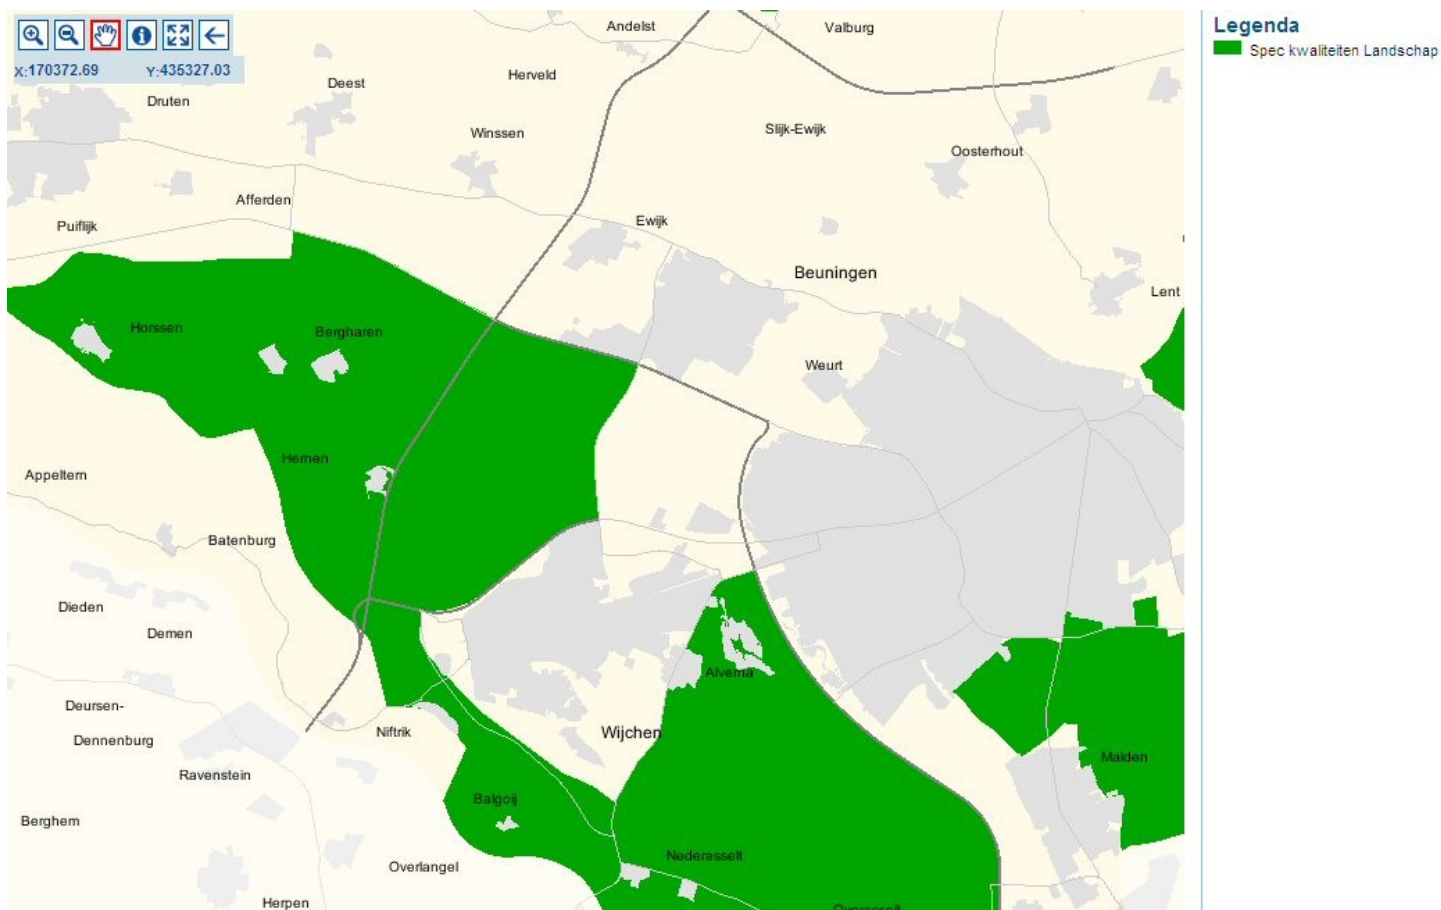 Andelst
Valburg
Legenda
Spec kwaliteiten Landschap
X:170372.69 Y:435327.03
Herveld
Deest
Druten
Winssen
Slijk-Ewijk
Oosterhout
Afferden
Puiflijk
Ewijk
Beuningen
Lent
Horssen
Bergharen
Weurt
Hernen
Appeltern
Batenburg
Dieden
Demen
Alverna
Deursen-
Dennenburg
Niftrik
Wijchen
Malden
Ravenstein
Balgoij
Berghem
Nederasselt
Overlangel
Herpen
Overasselt